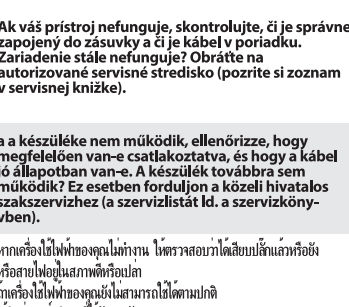 Ak váš prístroj nefunguje, skontrolujte, či je správne
zapojený do zásuvky a či je kábel v poriadku.
Zariadenie stále nefunguje? Obráťte na
autorizované servisné stredisko (pozrite si zoznam
v servisnej knižke).
a a készüléke nem működik, ellenőrizze, hogy
megfelelően van-e csatlakoztatva, és hogy a kábel
ó állapotban van-e. A készülék továbbra sem
működik? Ez esetben forduljon a közeli hivatalos
szakszervizhez (a szervizlistát ld. a szervizköny-
vben).
หากเครื่องใช้ไฟฟ้าของคุณไม่ทำงาน ให้ตรวจสอบว่าได้เสียบปลั๊กแล้วหรือยัง
หรือสายไฟอยู่ในสภาพดีหรือเปล่า
ถ้าเครื่องใช้ไฟฟ้าของคุณยังไม่สามารถใช้ได้ตามปกติ